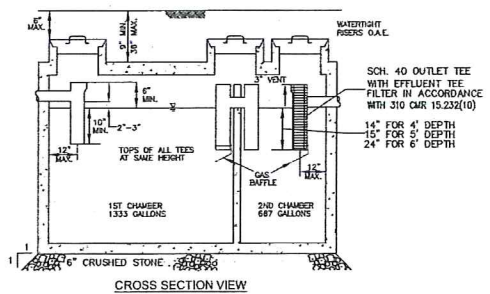 6"
MAX.
9" MIN.
36" MAX.
WATERTIGHT
RISERS O.A.E.
3" VENT
SCH. 40 OUTLET TEE
WITH EFFLUENT TEE
FILTER IN ACCORDANCE
WITH 310 CMR 15.232(10)
6"
MIN.
10"
MIN.
2"-3"
14" FOR 4' DEPTH
15" FOR 5' DEPTH
24" FOR 6' DEPTH
12"
MAX.
TOPS OF ALL TEES
AT SAME HEIGHT
GAS
BAFFLE
12"
MAX.
1ST CHAMBER
1333 GALLONS
2ND CHAMBER
687 GALLONS
1
1
6" CRUSHED STONE
CROSS SECTION VIEW